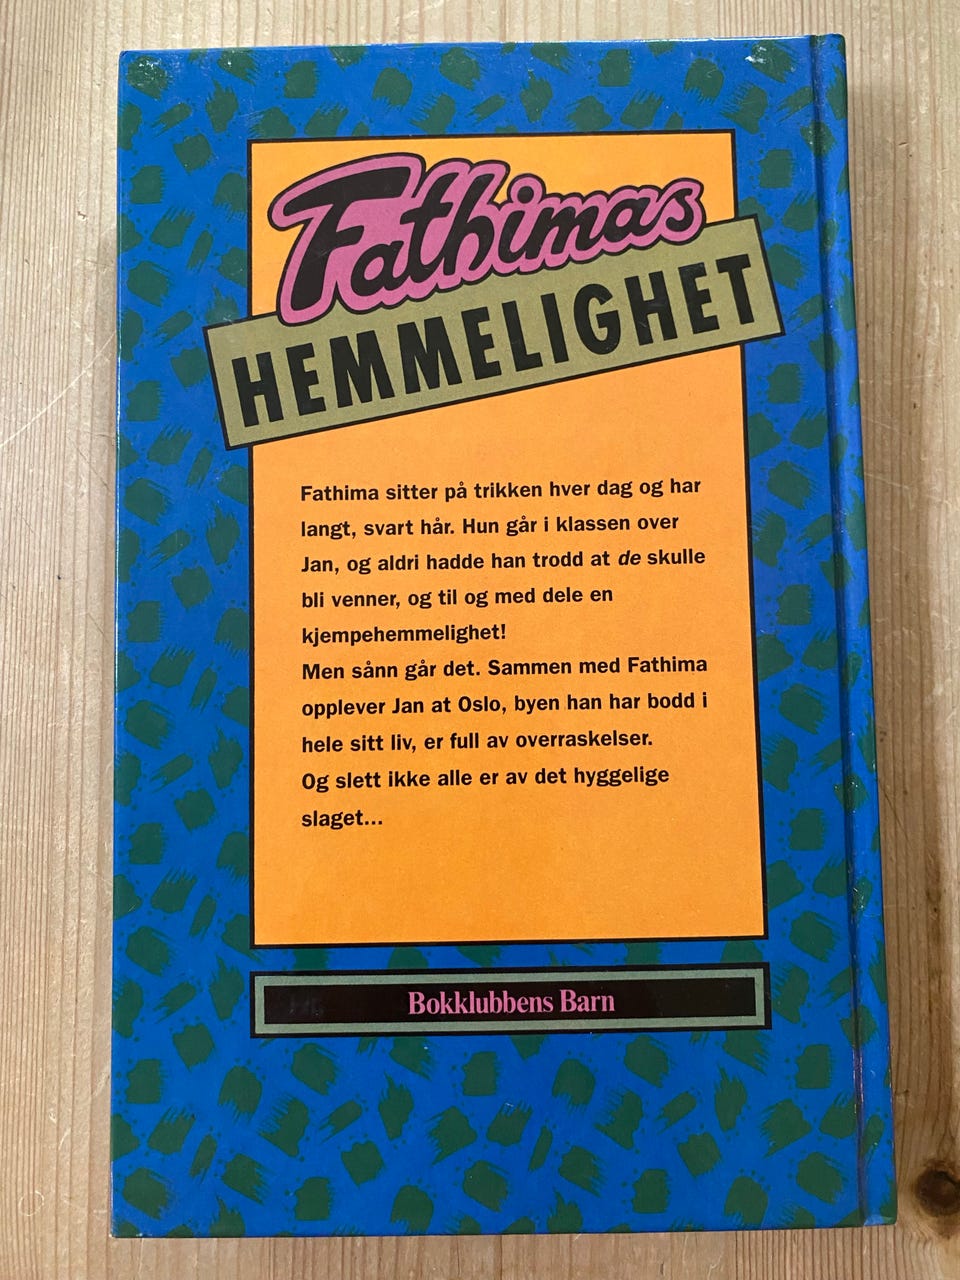 Fathimas
HEMMELIGHET
Fathima sitter på trikken hver dag og har
langt, svart hår. Hun går i klassen over
Jan, og aldri hadde han trodd at de skulle
bli venner, og til og med dele en
kjempehemmelighet!
Men sånn går det. Sammen med Fathima
opplever Jan at Oslo, byen han har bodd i
hele sitt liv, er full av overraskelser.
Og slett ikke alle er av det hyggelige
slaget...
Bokklubbens Barn